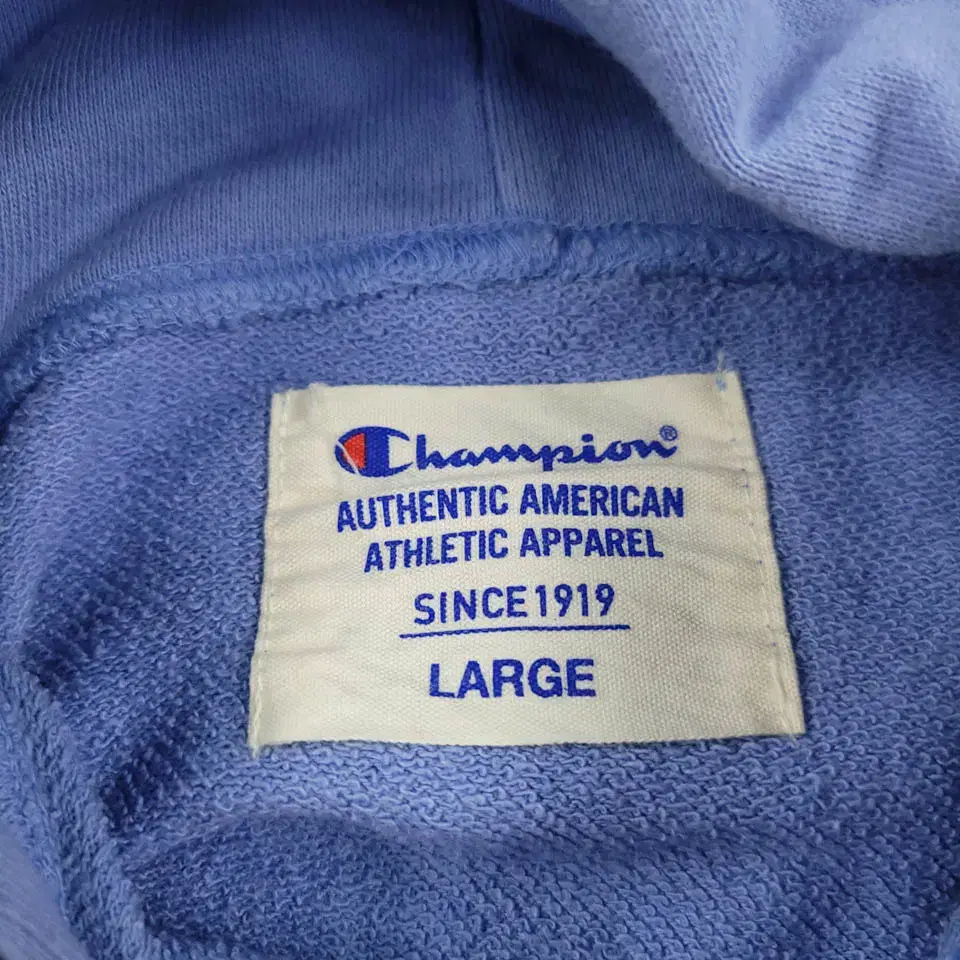 Champion®
AUTHENTIC AMERICAN
ATHLETIC APPAREL
SINCE 1919
LARGE